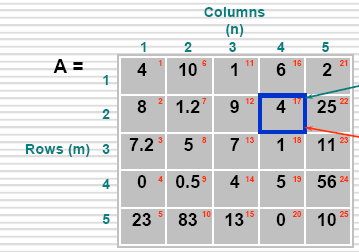 Columns
(n)
A =
1 2 3 4 5
1 4 1 10 6 1 11 6 16 2 21
2 8 2 1.2 7 9 12 4 17 25 22
Rows (m) 3 7.2 3 5 8 7 13 1 18 11 23
4 0 4 0.5 9 4 14 5 19 56 24
5 23 5 83 10 13 15 0 20 10 25